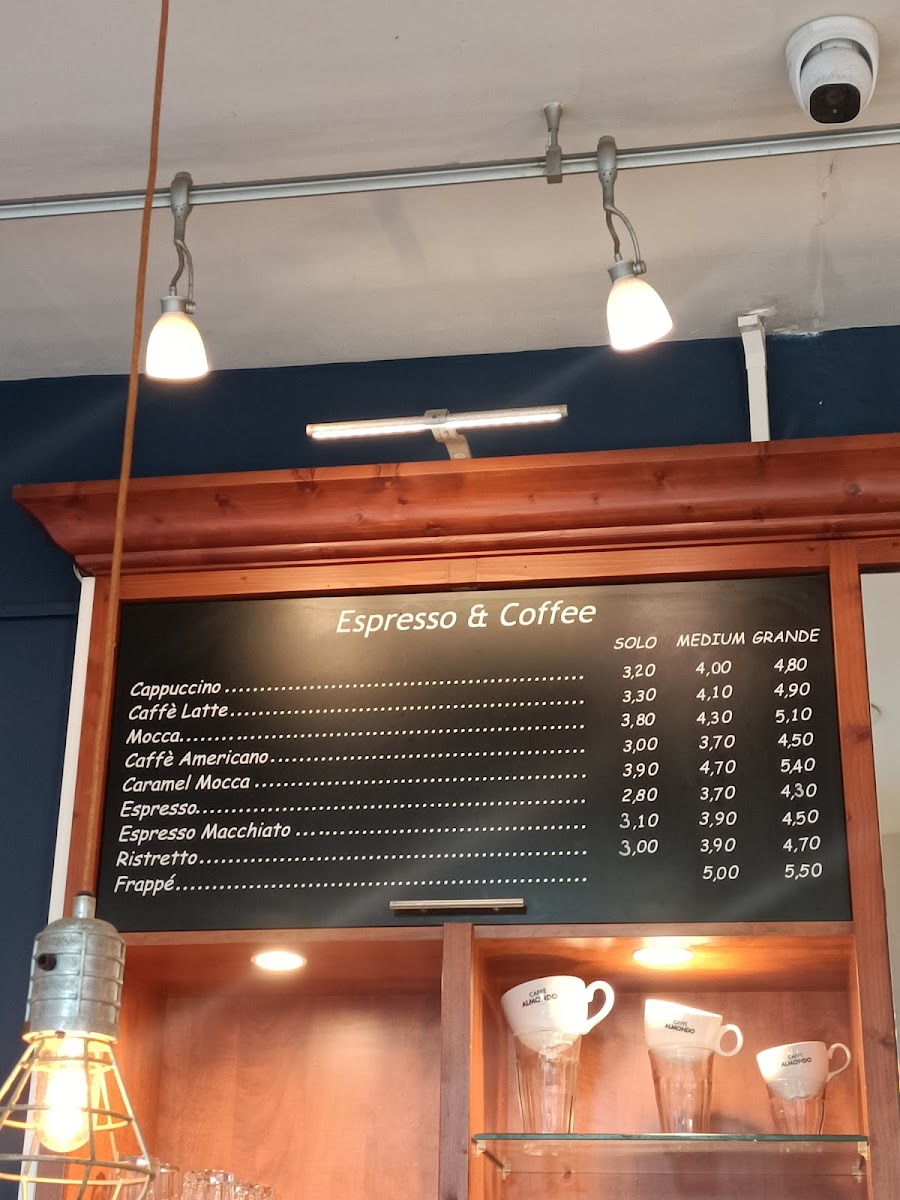 Espresso & Coffee
SOLO MEDIUM GRANDE
Cappuccino ........ 3,20 4,00 4,80
Caffè Latte ........ 3,30 4,10 4,90
Mocca ........ 3,80 4,30 5,10
Caffè Americano ........ 3,00 3,70 4,50
Caramel Mocca ........ 3,90 4,70 5,40
Espresso ........ 2,80 3,70 4,30
Espresso Macchiato ........ 3,10 3,90 4,50
Ristretto ........ 3,00 3,90 4,70
Frappé ........ 5,00 5,50
CAFFÈ ALMONDO
CAFFÈ ALMONDO
CAFFÈ ALMONDO